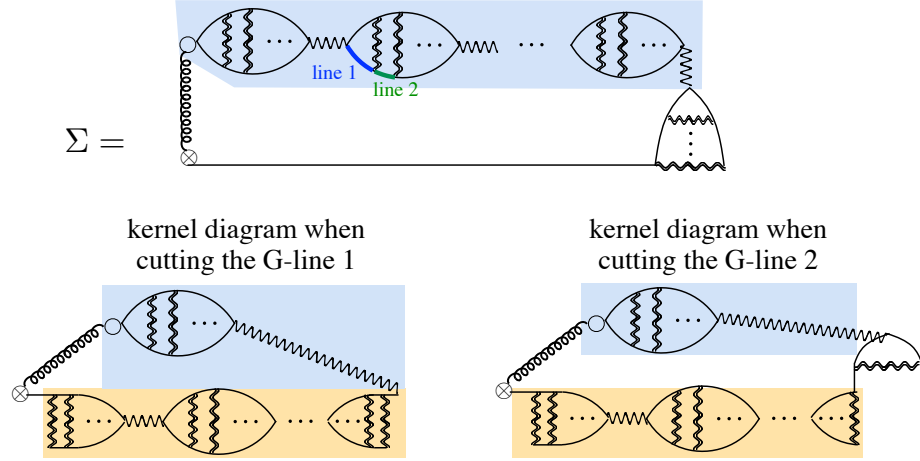 line 1
line 2
Σ =
kernel diagram when
cutting the G-line 1
kernel diagram when
cutting the G-line 2